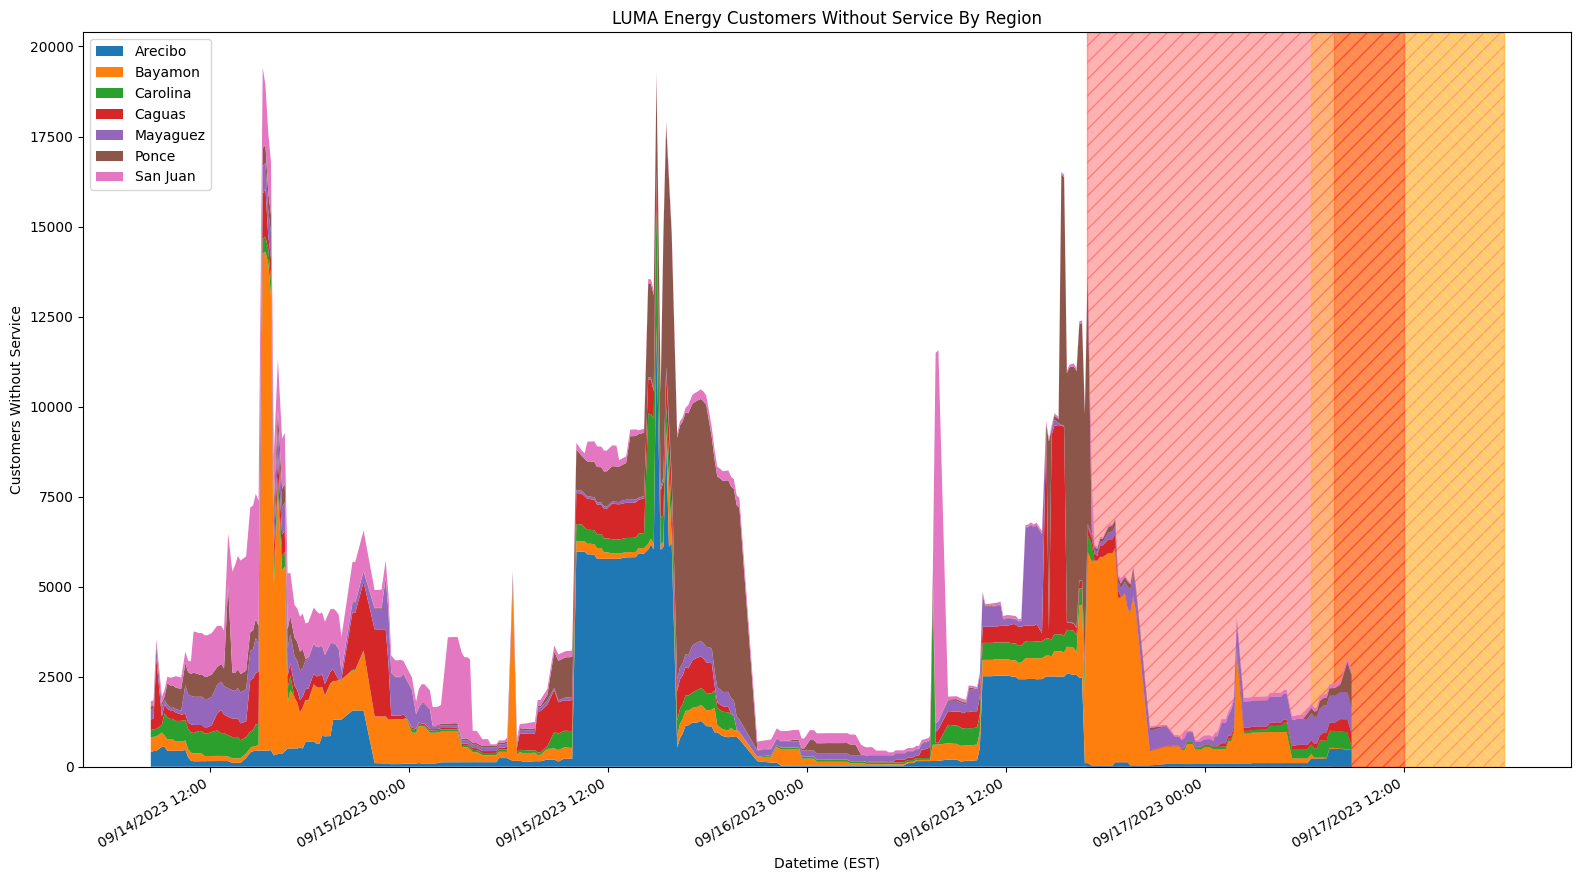 LUMA Energy Customers Without Service By Region
20000
17500
15000
12500
10000
7500
5000
2500
0
Customers Without Service
Arecibo
Bayamon
Carolina
Caguas
Mayaguez
Ponce
San Juan
09/14/2023 12:00
09/15/2023 00:00
09/15/2023 12:00
09/16/2023 00:00
09/16/2023 12:00
09/17/2023 00:00
09/17/2023 12:00
Datetime (EST)